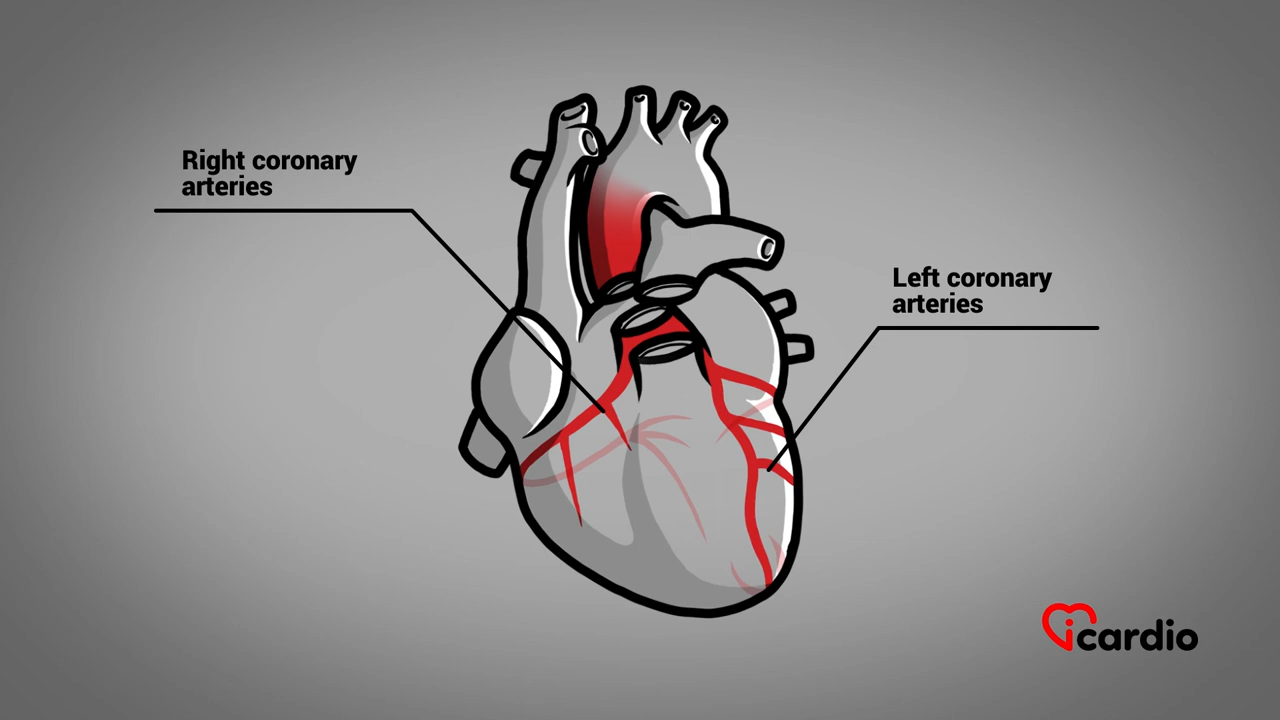 Right coronary
arteries
Left coronary
arteries
icardio